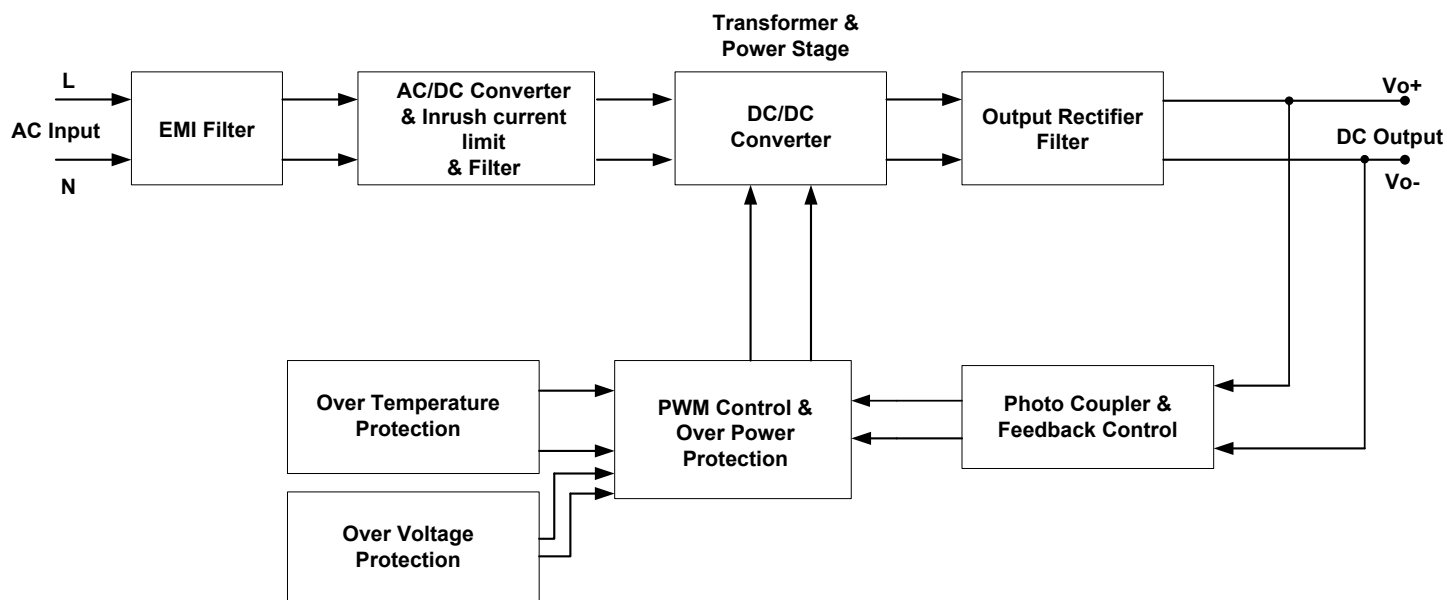 Transformer &
Power Stage
L
AC Input
N
EMI Filter
AC/DC Converter
& Inrush current
limit
& Filter
DC/DC
Converter
Output Rectifier
Filter
Vo+
DC Output
Vo-
Over Temperature
Protection
Over Voltage
Protection
PWM Control &
Over Power
Protection
Photo Coupler &
Feedback Control